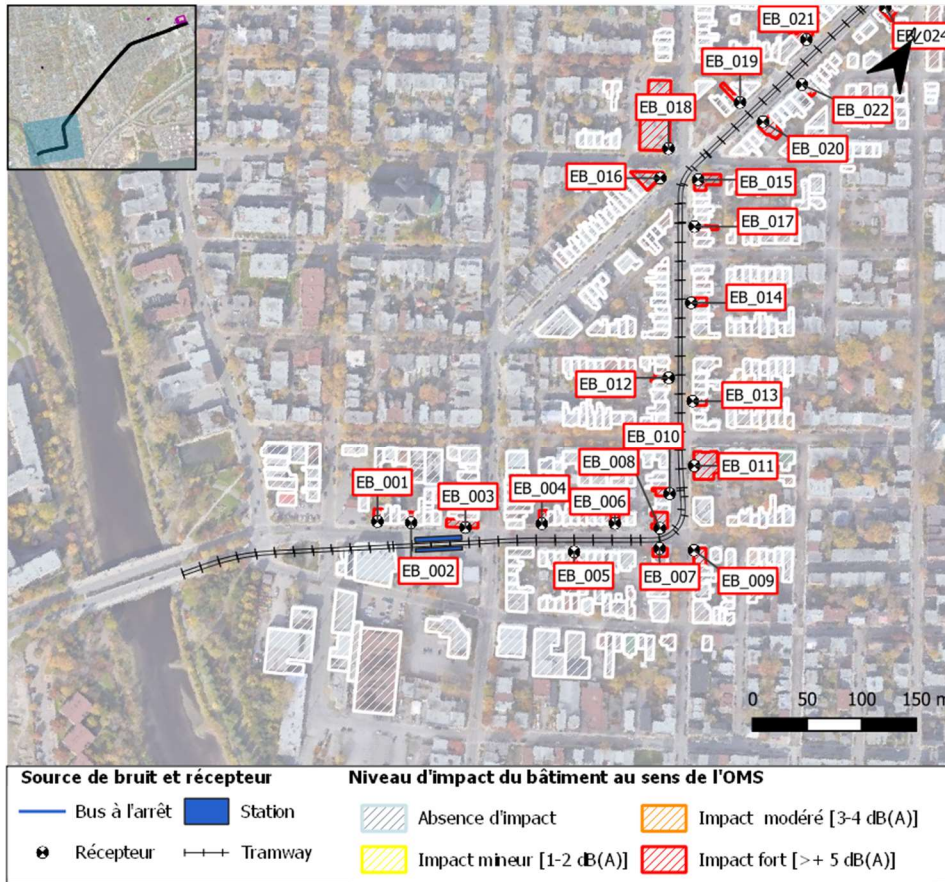 EB_021
EB_024
EB_019
EB_018
EB_022
EB_020
EB_016
EB_015
EB_017
EB_014
EB_012
EB_013
EB_010
EB_008
EB_011
EB_001
EB_003
EB_004
EB_006
EB_002
EB_005
EB_007
EB_009
0 50 100 150 m
Source de bruit et récepteur
Bus à l'arrêt
Station
Récepteur
Tramway
Niveau d'impact du bâtiment au sens de l'OMS
Absence d'impact
Impact modéré [3-4 dB(A)]
Impact mineur [1-2 dB(A)]
Impact fort [>+ 5 dB(A)]